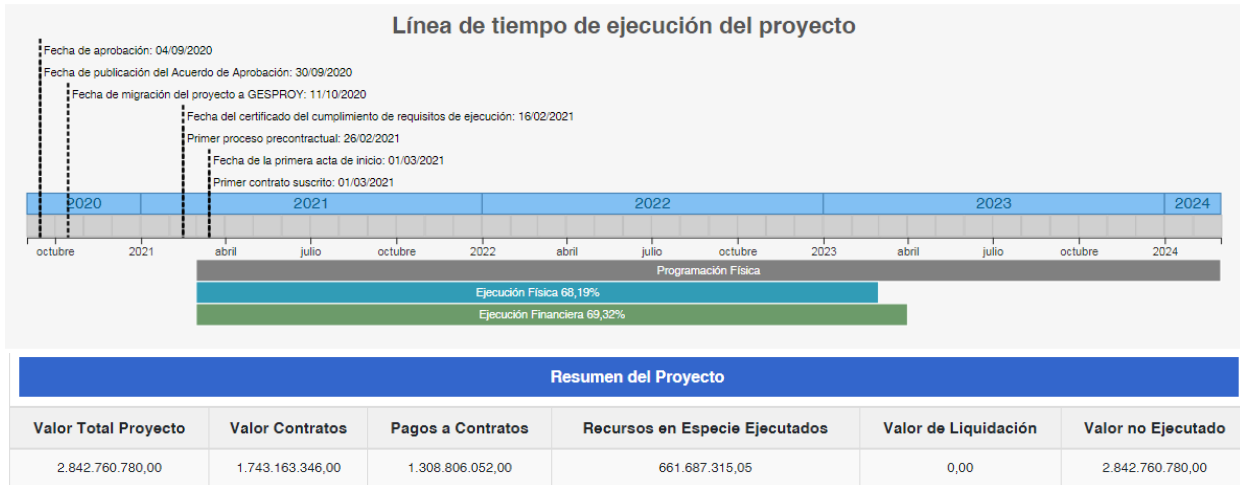 Línea de tiempo de ejecución del proyecto
Fecha de aprobación: 04/09/2020
Fecha de publicación del Acuerdo de Aprobación: 30/09/2020
Fecha de migración del proyecto a GESPROY: 11/10/2020
Fecha del certificado del cumplimiento de requisitos de ejecución: 16/02/2021
Primer proceso precontractual: 26/02/2021
Fecha de la primera acta de inicio: 01/03/2021
Primer contrato suscrito: 01/03/2021
2020 2021 2022 2023 2024
octubre 2021 abril julio octubre 2022 abril julio octubre 2023 abril julio octubre 2024
Programación Física
Ejecución Física 68,19%
Ejecución Financiera 69,32%
Resumen del Proyecto
Valor Total Proyecto Valor Contratos Pagos a Contratos Recursos en Especie Ejecutados Valor de Liquidación Valor no Ejecutado
2.842.760.780,00 1.743.163.346,00 1.308.806.052,00 661.687.315,05 0,00 2.842.760.780,00